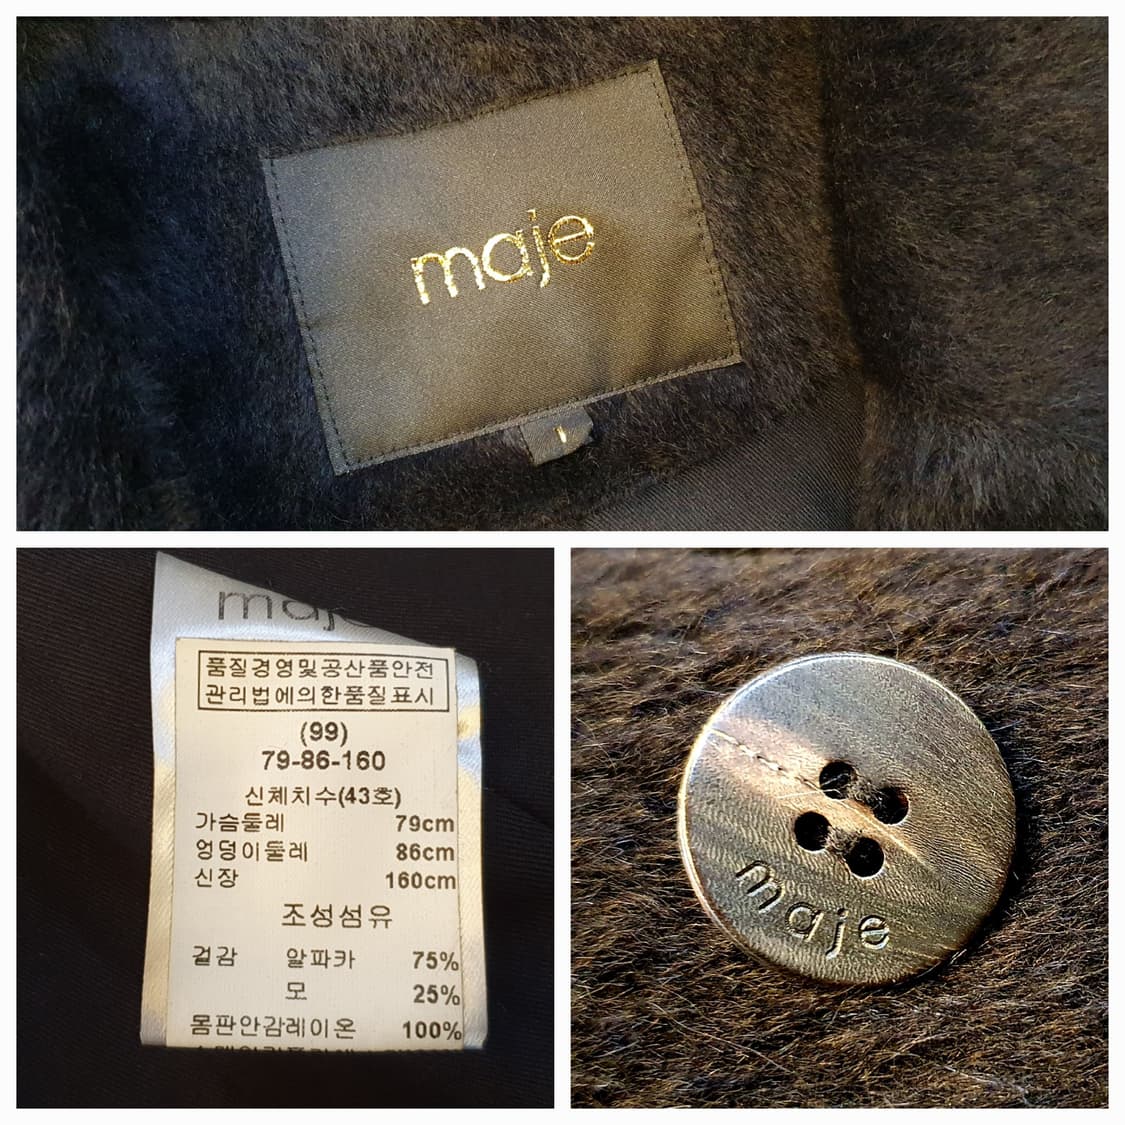 maje
1
maje
품질경영및공산품안전
관리법에의한품질표시
(99)
79-86-160
신체치수(43호)
가슴둘레 79cm
엉덩이둘레 86cm
신장 160cm
조성섬유
겉감 알파카 75%
모 25%
몸판안감레이온 100%
maje